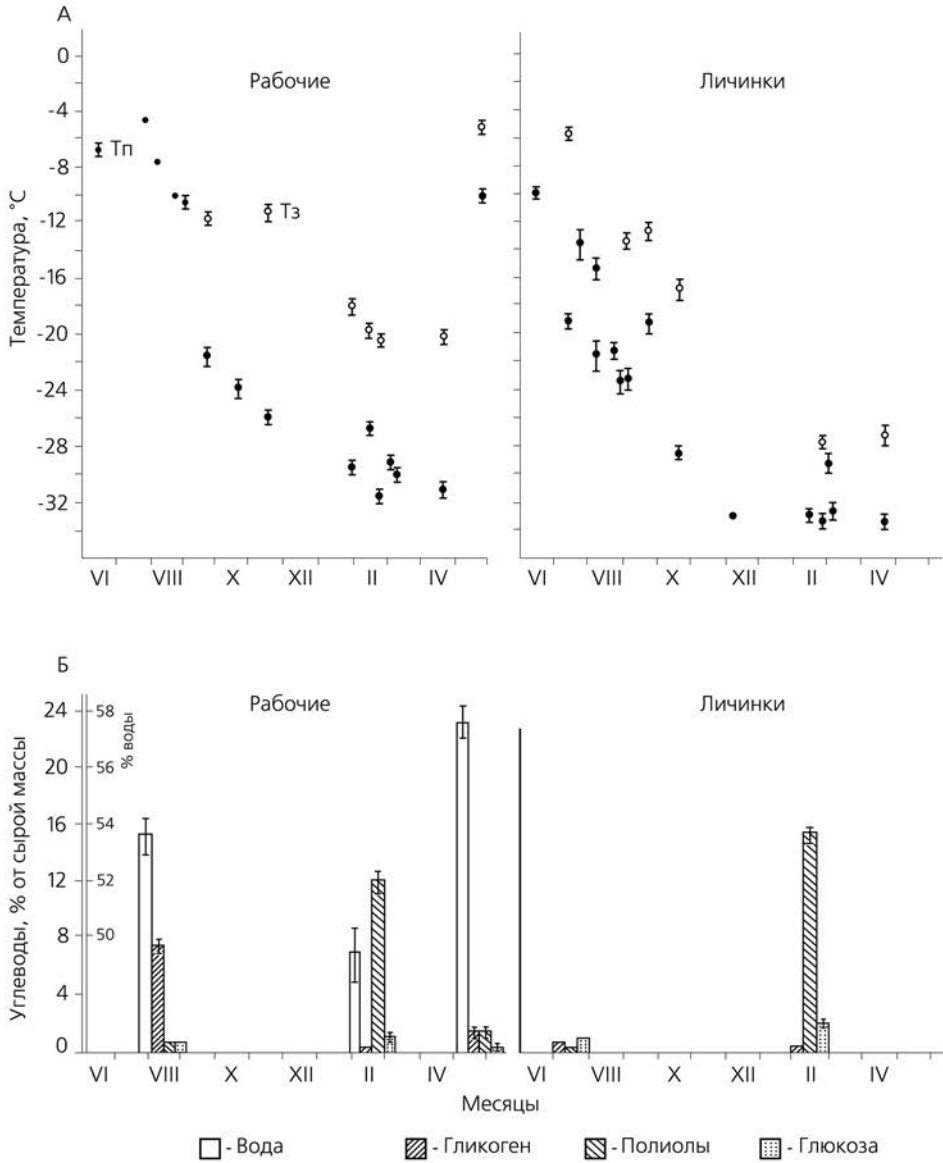 А
Рабочие
Личинки
Температура, °C
0
-4
-8
-12
-16
-20
-24
-28
-32
Тп
Тз
VI VIII X XII II IV
VI VIII X XII II IV
Б
Рабочие
Личинки
Углеводы, % от сырой массы
24
20
16
12
8
4
0
% воды
58
56
54
52
50
VI VIII X XII II IV
VI VIII X XII II IV
Месяцы
- Вода - Гликоген - Полиолы - Глюкоза